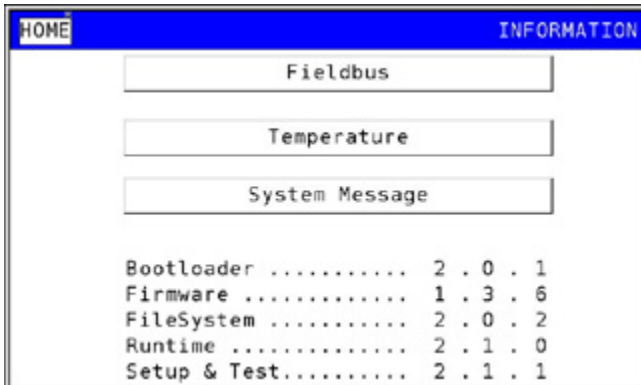 HOME INFORMATION
Fieldbus
Temperature
System Message
Bootloader ........... 2 . 0 . 1
Firmware ............. 1 . 3 . 6
FileSystem ........... 2 . 0 . 2
Runtime .............. 2 . 1 . 0
Setup & Test.......... 2 . 1 . 1